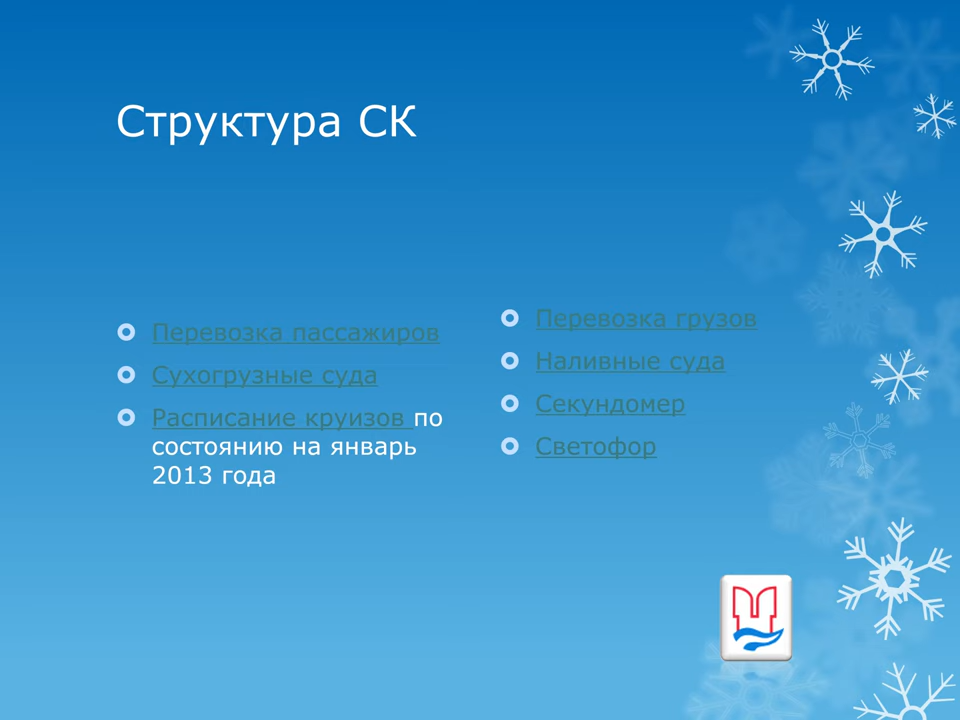 Структура СК
Перевозка пассажиров
Сухогрузные суда
Расписание круизов по
состоянию на январь
2013 года
Перевозка грузов
Наливные суда
Секундомер
Светофор